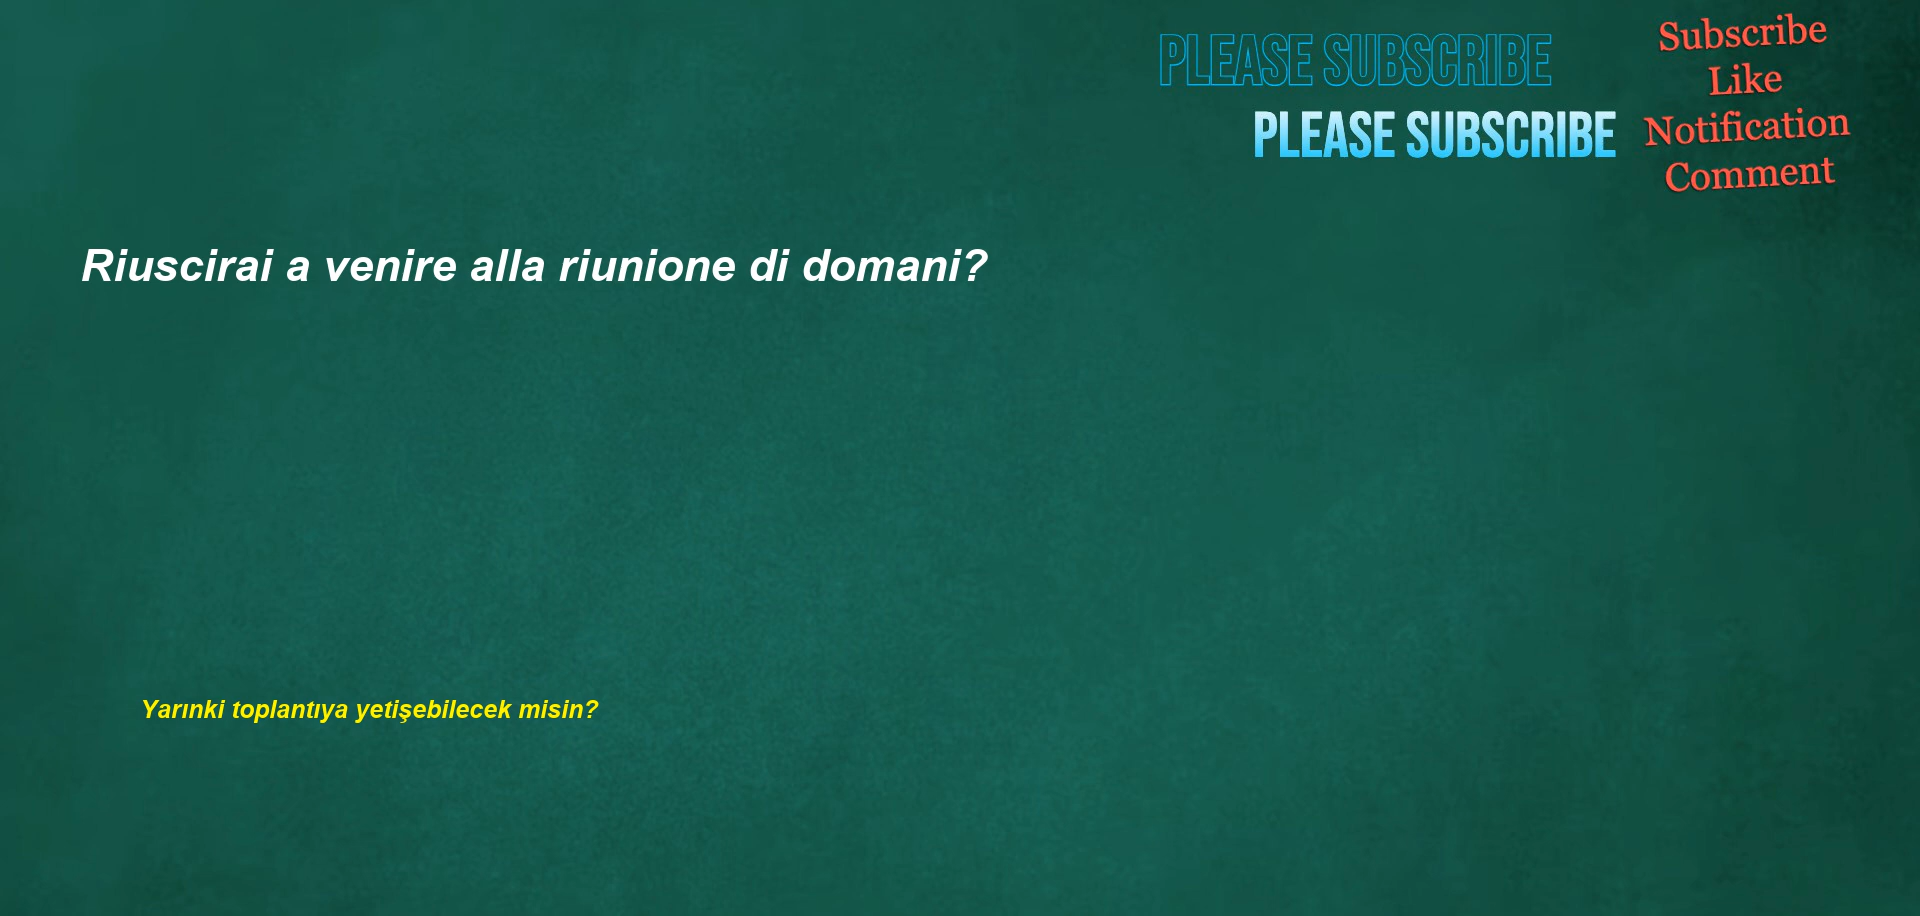 PLEASE SUBSCRIBE
PLEASE SUBSCRIBE
Subscribe
Like
Notification
Comment
Riuscirai a venire alla riunione di domani?
Yarınki toplantıya yetişebilecek misin?